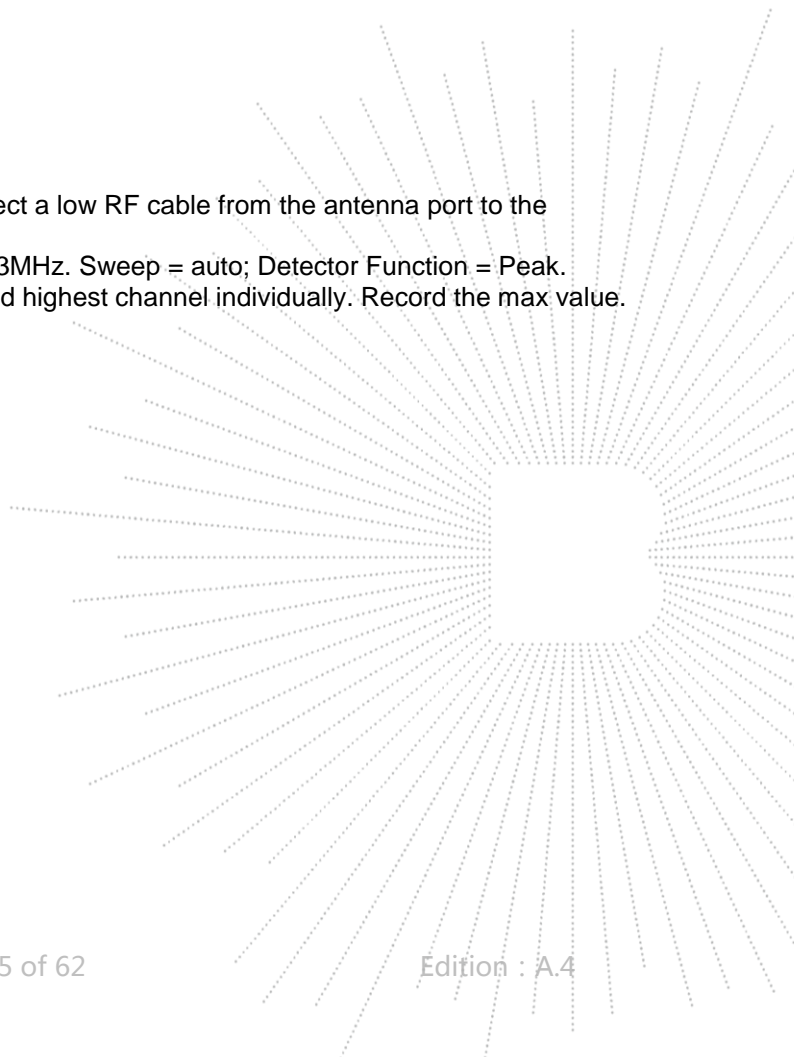 ect a low RF cable from the antenna port to the
3MHz. Sweep = auto; Detector Function = Peak.
d highest channel individually. Record the max value.
5 of 62 Edition : A.4